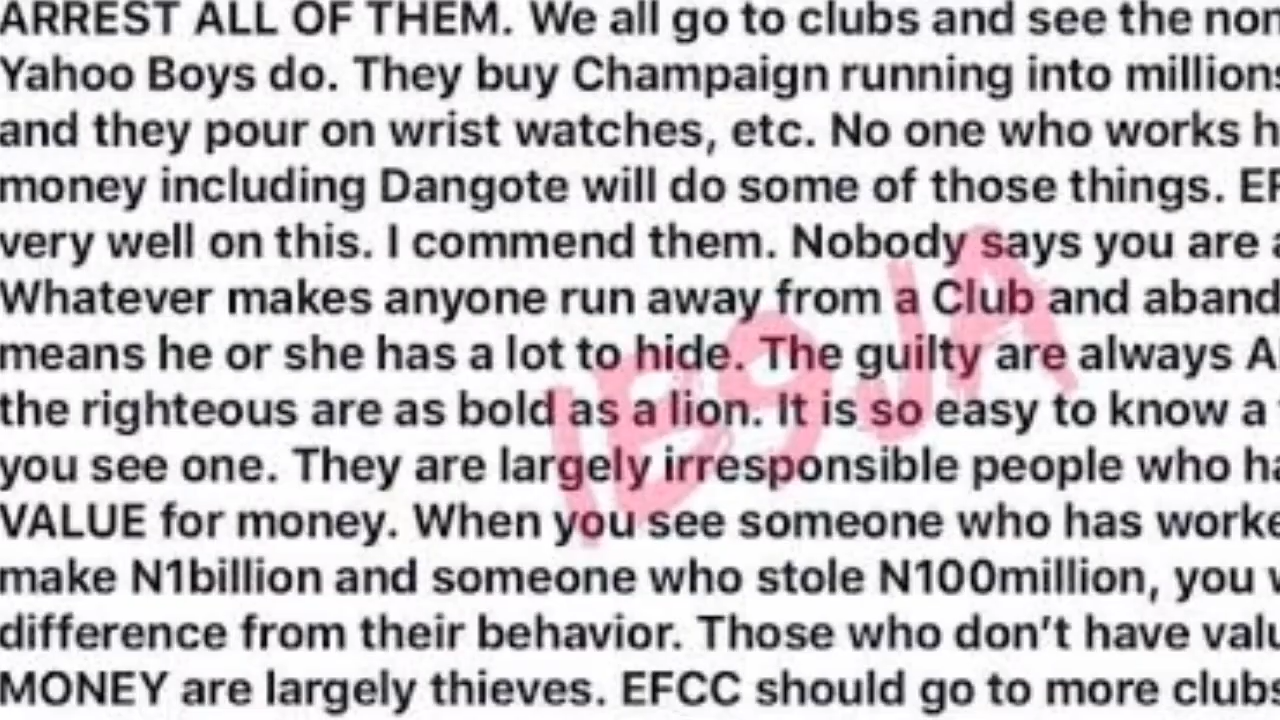 ARREST ALL OF THEM. We all go to clubs and see the non
Yahoo Boys do. They buy Champaign running into millions
and they pour on wrist watches, etc. No one who works h
money including Dangote will do some of those things. EF
very well on this. I commend them. Nobody says you are a
Whatever makes anyone run away from a Club and aband
means he or she has a lot to hide. The guilty are always A
the righteous are as bold as a lion. It is so easy to know a
you see one. They are largely irresponsible people who ha
VALUE for money. When you see someone who has worke
make N1billion and someone who stole N100million, you w
difference from their behavior. Those who don't have valu
MONEY are largely thieves. EFCC should go to more clubs